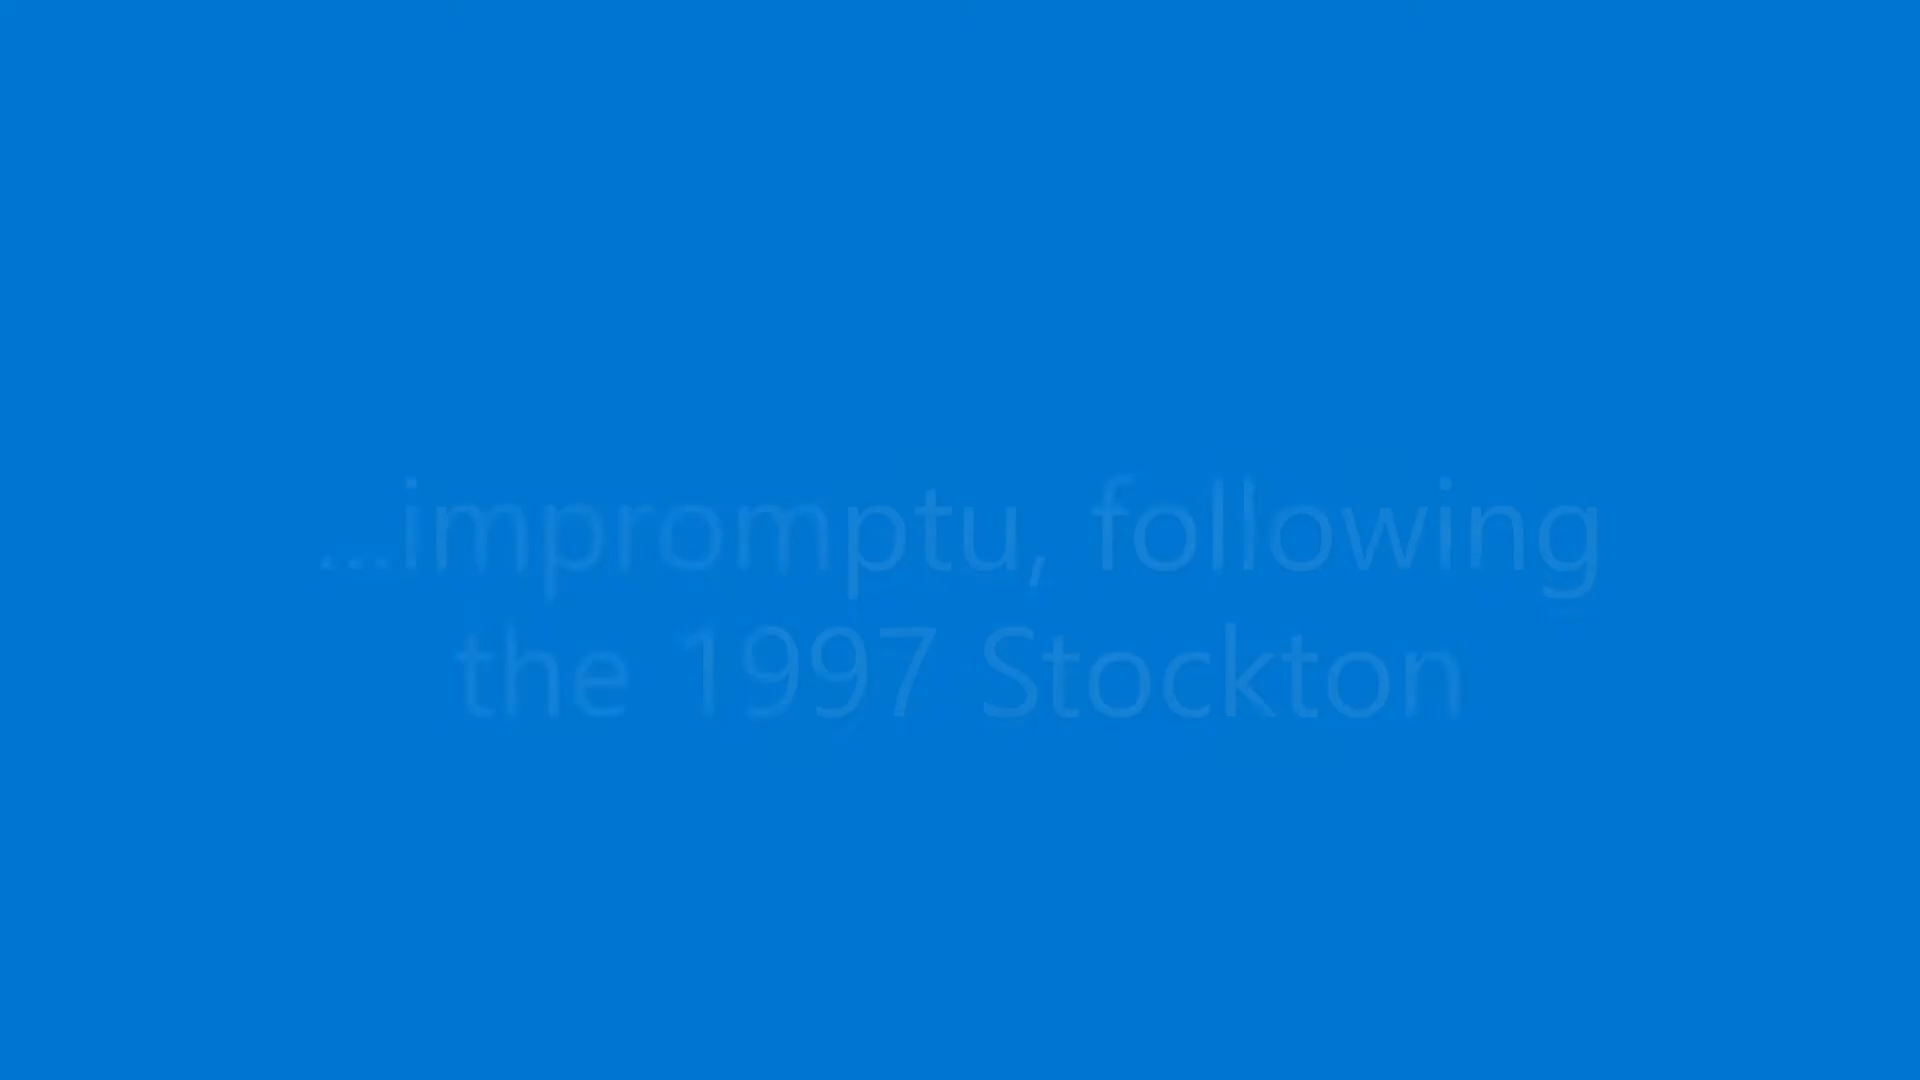 ...impromptu, following
the 1997 Stockton